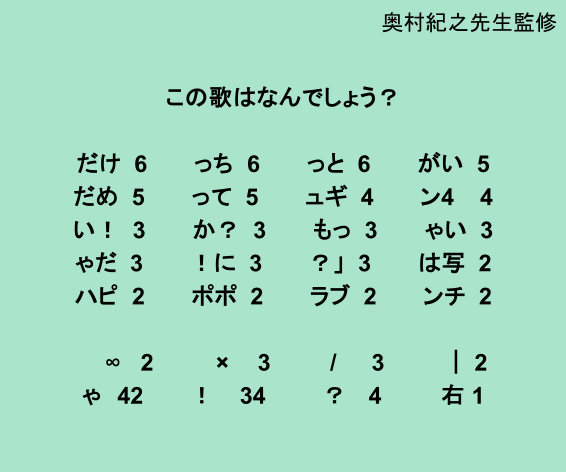 奥村紀之先生監修
この歌はなんでしょう？
だけ 6 っち 6 っと 6 がい 5
だめ 5 って 5 ュギ 4 ン4 4
い！ 3 か？ 3 もっ 3 ゃい 3
ゃだ 3 ！に 3 ？」 3 は写 2
ハピ 2 ポポ 2 ラブ 2 ンチ 2
∞ 2 × 3 / 3 | 2
ゃ 42 ！ 34 ？ 4 右 1